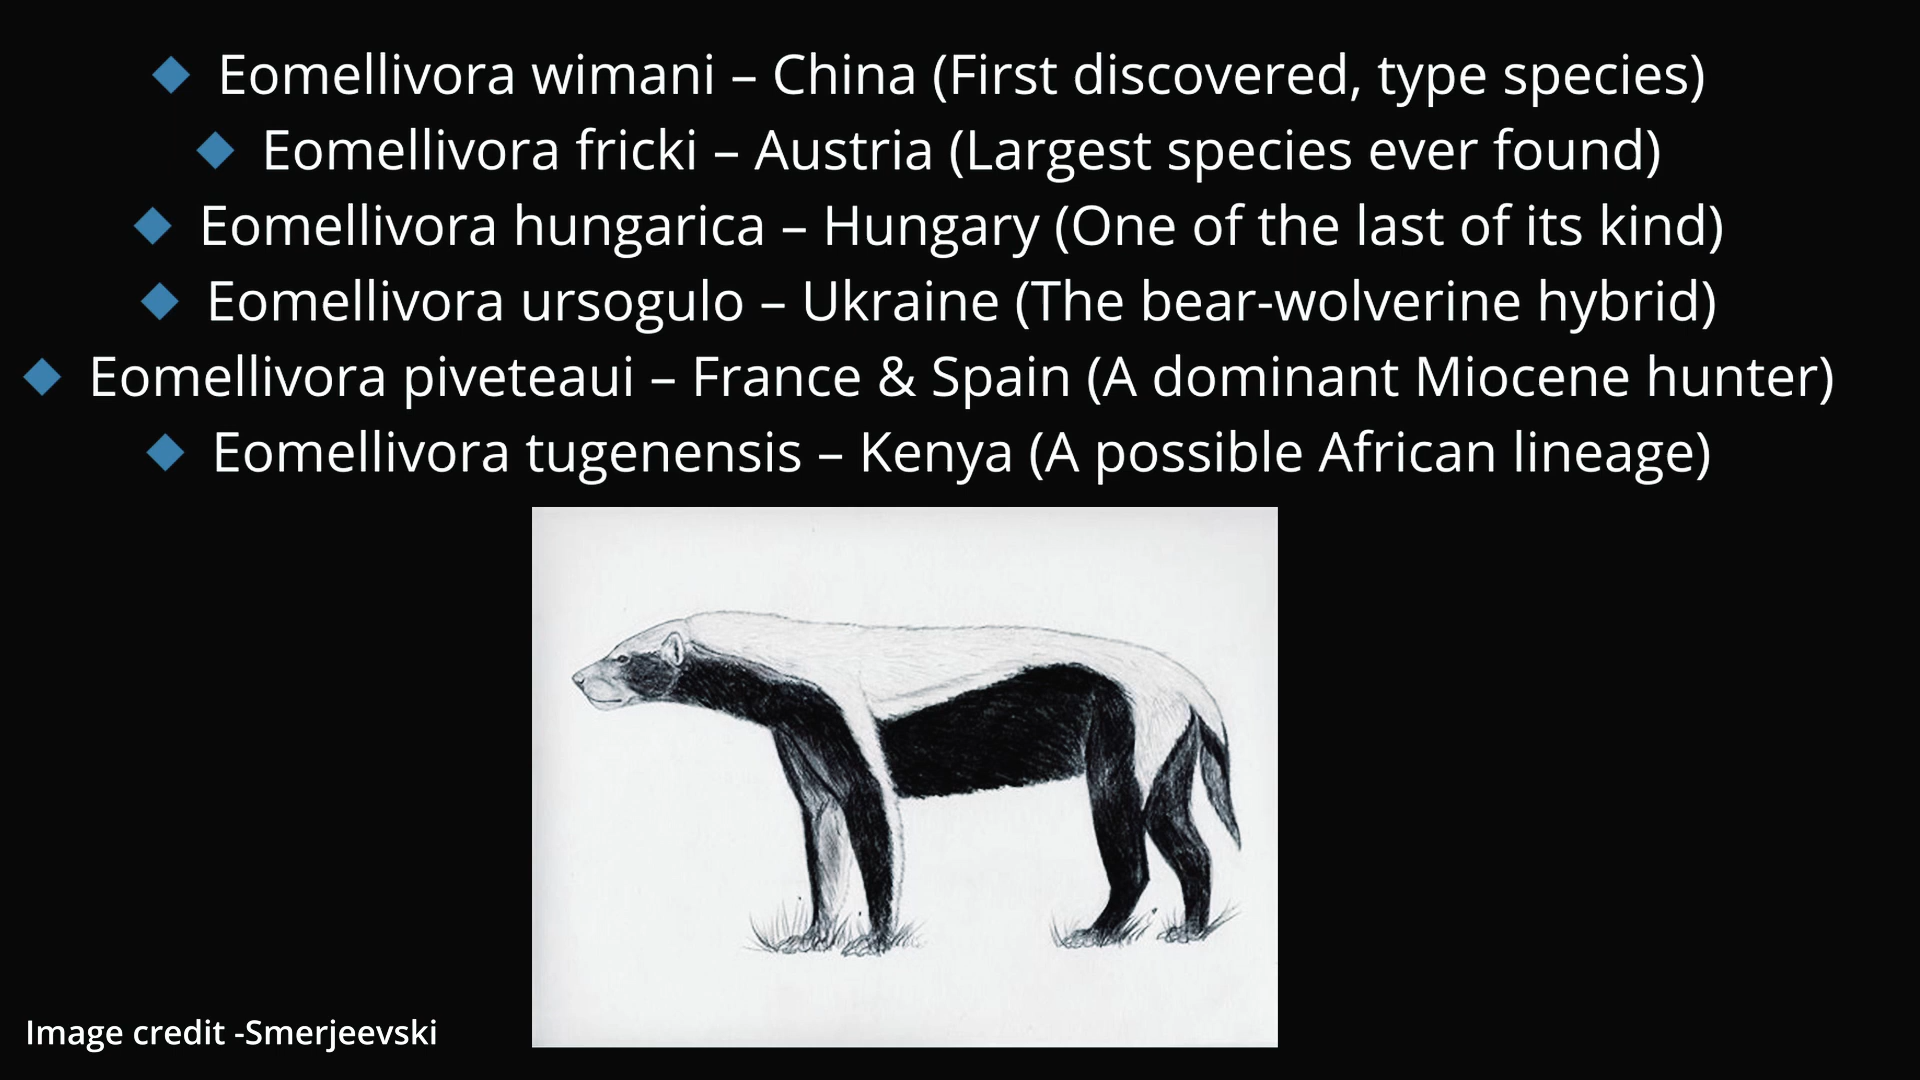 🔹 Eomellivora wimani – China (First discovered, type species)
🔹 Eomellivora fricki – Austria (Largest species ever found)
🔹 Eomellivora hungarica – Hungary (One of the last of its kind)
🔹 Eomellivora ursogulo – Ukraine (The bear-wolverine hybrid)
🔹 Eomellivora piveteaui – France & Spain (A dominant Miocene hunter)
🔹 Eomellivora tugenensis – Kenya (A possible African lineage)
Image credit -Smerjeevski